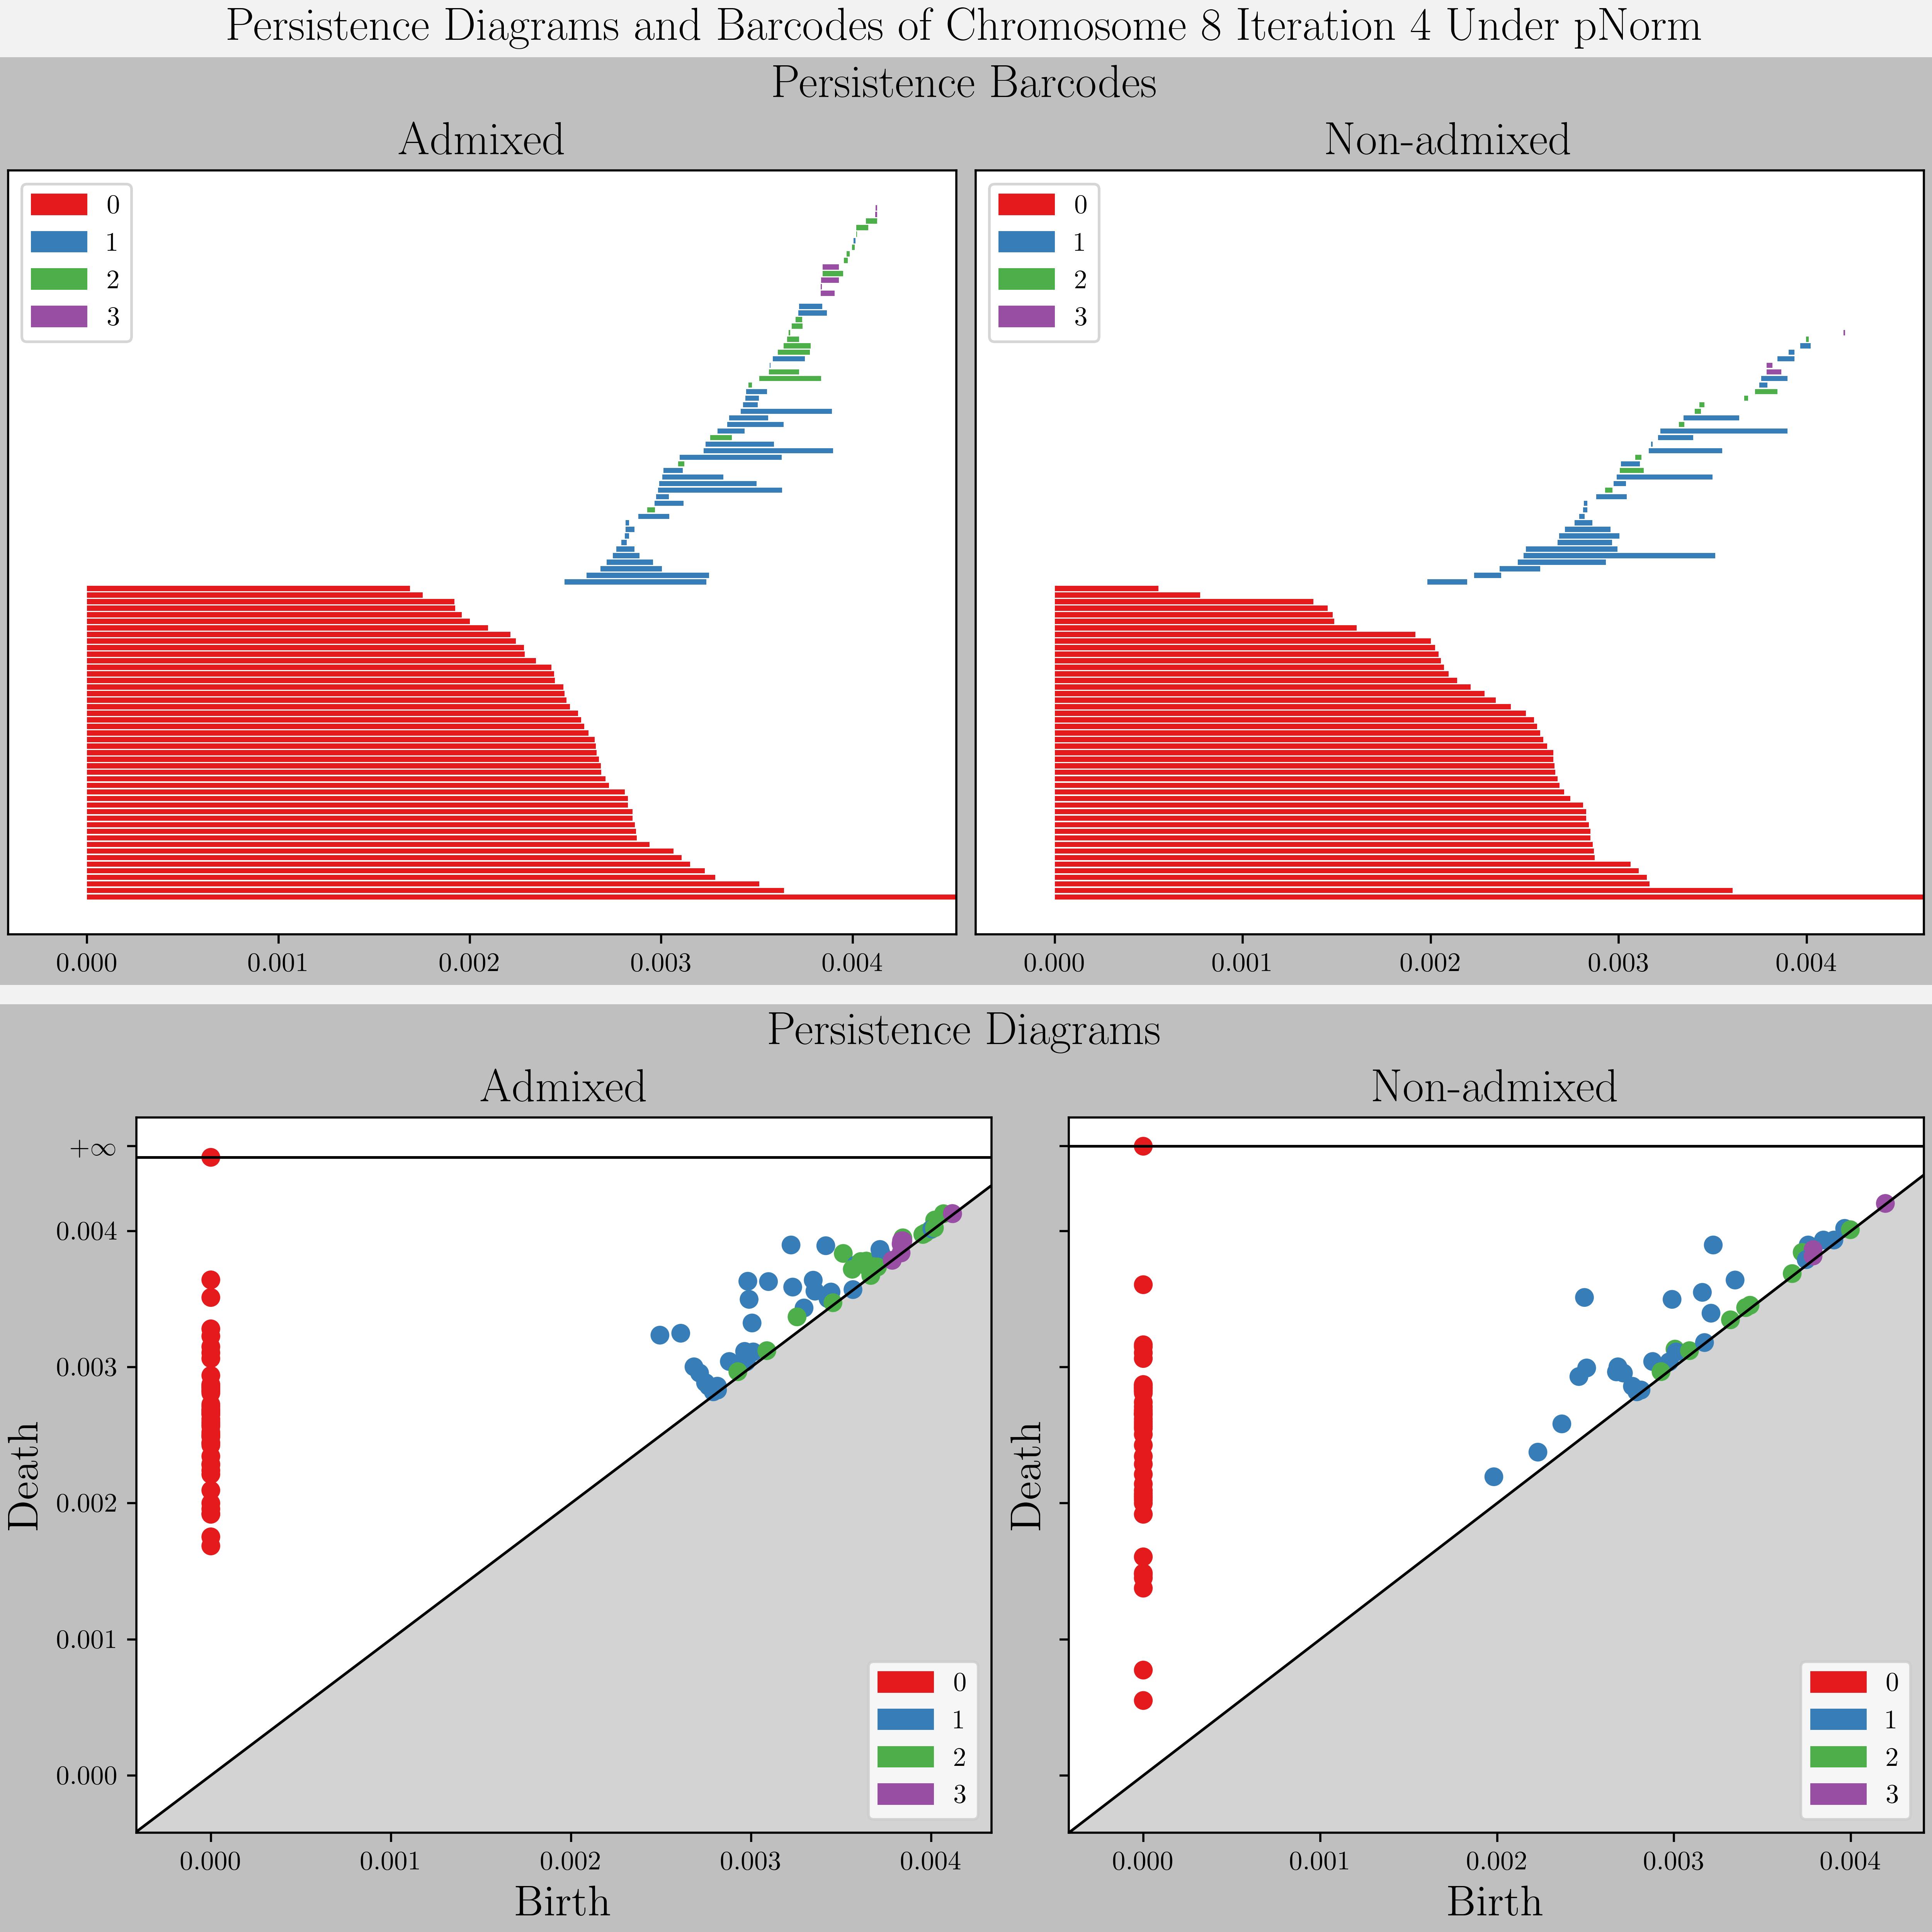 Persistence Diagrams and Barcodes of Chromosome 8 Iteration 4 Under pNorm
Persistence Barcodes
Admixed
Non-admixed
0
1
2
3
0
1
2
3
0.000 0.001 0.002 0.003 0.004
0.000 0.001 0.002 0.003 0.004
Persistence Diagrams
Admixed
Non-admixed
+∞
0.004
0.003
0.002
0.001
0.000
Death
Death
0
1
2
3
0
1
2
3
0.000 0.001 0.002 0.003 0.004
0.000 0.001 0.002 0.003 0.004
Birth
Birth